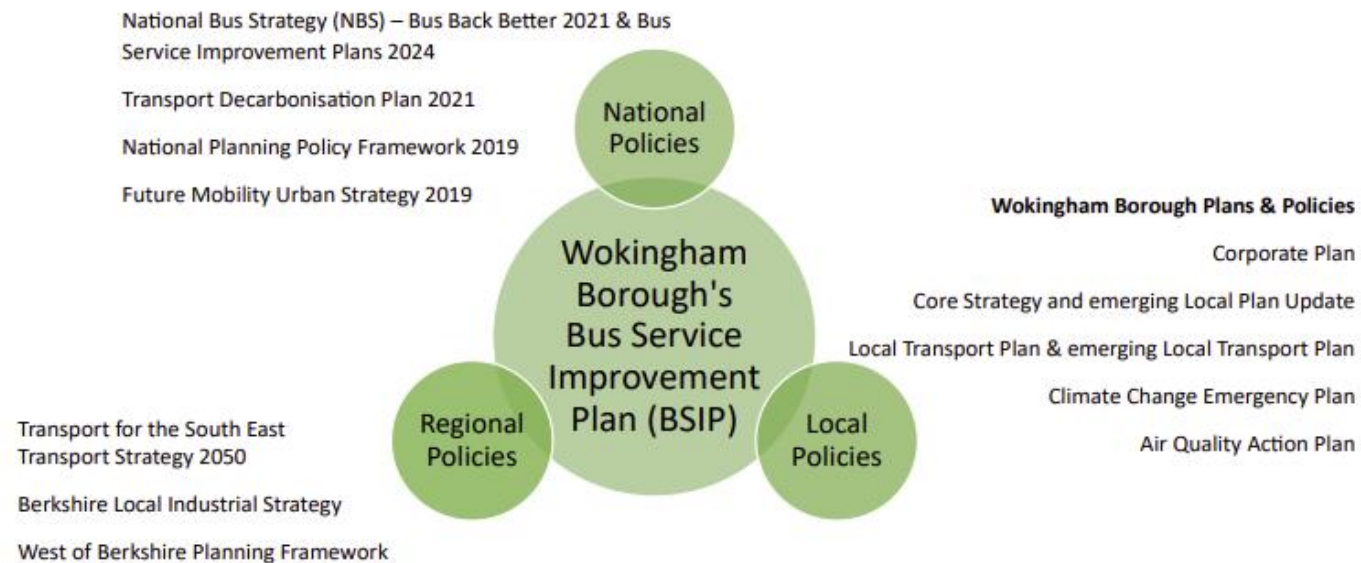 National Bus Strategy (NBS) – Bus Back Better 2021 & Bus
Service Improvement Plans 2024
Transport Decarbonisation Plan 2021
National Planning Policy Framework 2019
Future Mobility Urban Strategy 2019
National
Policies
Wokingham
Borough's
Bus Service
Improvement
Plan (BSIP)
Wokingham Borough Plans & Policies
Corporate Plan
Core Strategy and emerging Local Plan Update
Local Transport Plan & emerging Local Transport Plan
Climate Change Emergency Plan
Air Quality Action Plan
Regional
Policies
Local
Policies
Transport for the South East
Transport Strategy 2050
Berkshire Local Industrial Strategy
West of Berkshire Planning Framework